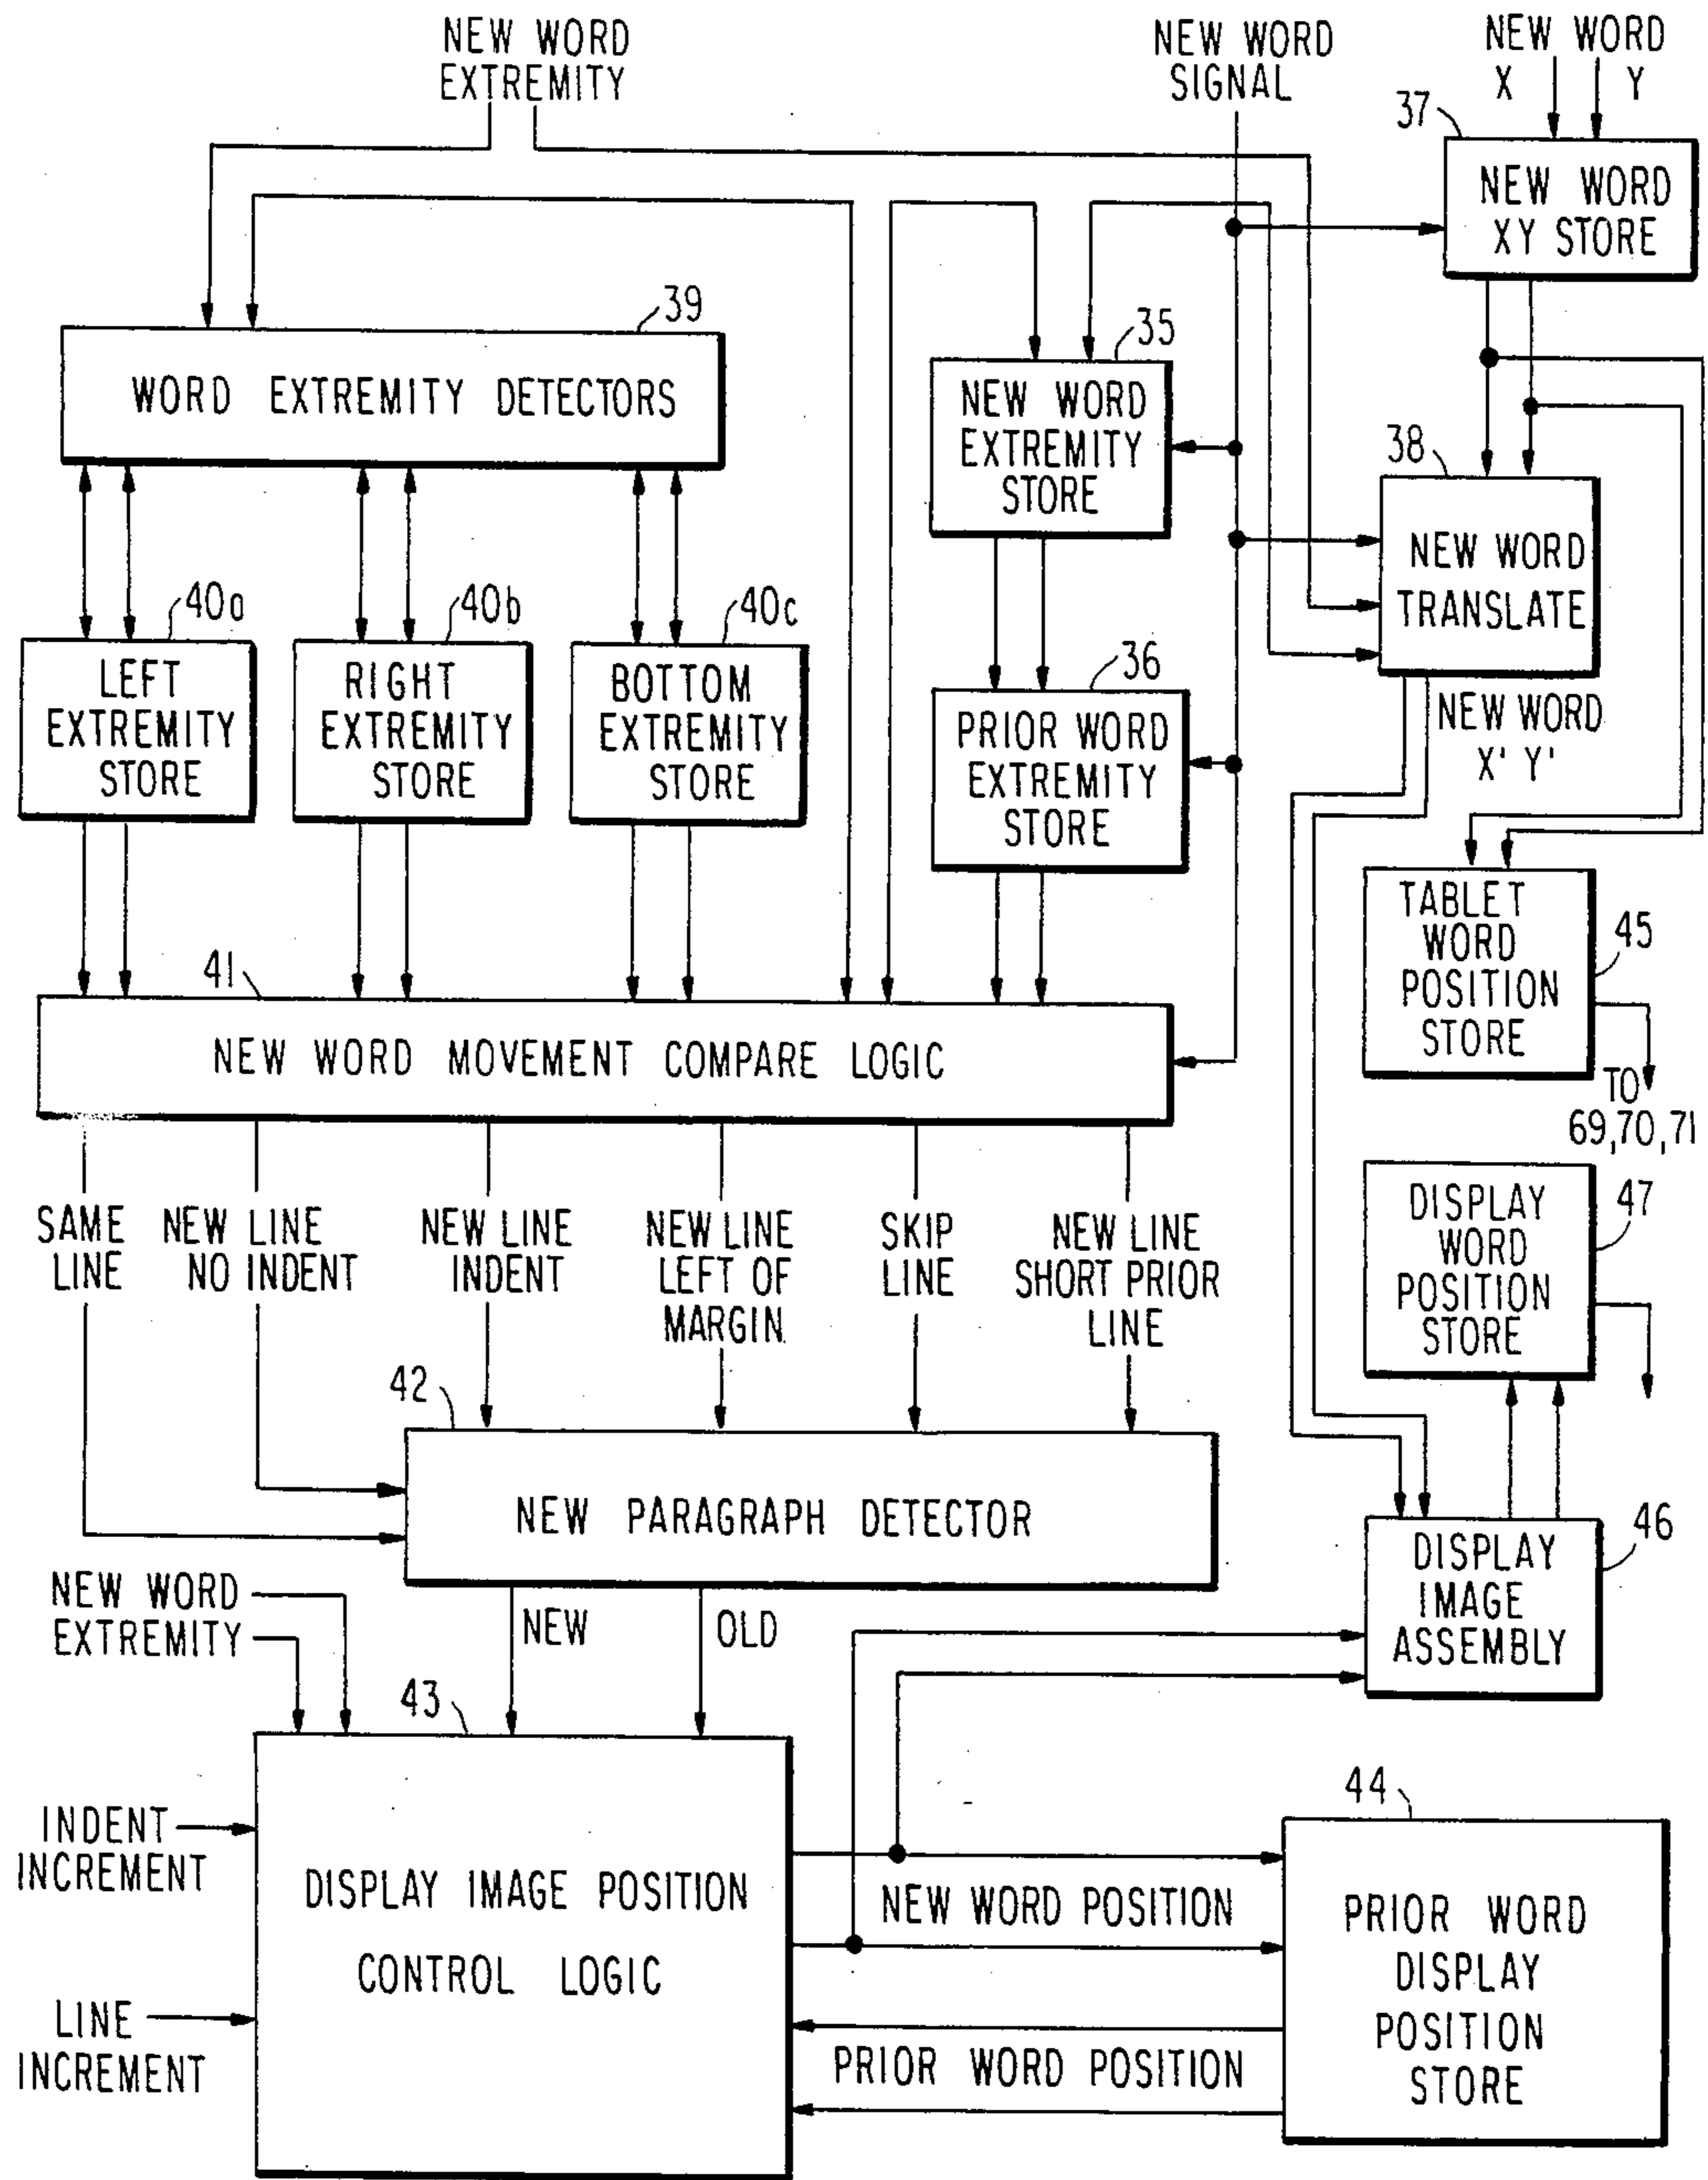 NEW WORD
EXTREMITY
NEW WORD
SIGNAL
NEW WORD
X Y
37
NEW WORD
XY STORE
39
WORD EXTREMITY DETECTORS
35
NEW WORD
EXTREMITY
STORE
38
NEW WORD
TRANSLATE
NEW WORD
X' Y'
40a
LEFT
EXTREMITY
STORE
40b
RIGHT
EXTREMITY
STORE
40c
BOTTOM
EXTREMITY
STORE
36
PRIOR WORD
EXTREMITY
STORE
TABLET
WORD
POSITION
STORE
45
TO
69,70,71
41
NEW WORD MOVEMENT COMPARE LOGIC
SAME
LINE
NEW LINE
NO INDENT
NEW LINE
INDENT
NEW LINE
LEFT OF
MARGIN
SKIP
LINE
NEW LINE
SHORT PRIOR
LINE
DISPLAY
WORD
POSITION
STORE
47
42
NEW PARAGRAPH DETECTOR
46
DISPLAY
IMAGE
ASSEMBLY
NEW WORD
EXTREMITY
NEW
OLD
43
DISPLAY IMAGE POSITION
CONTROL LOGIC
INDENT
INCREMENT
LINE
INCREMENT
NEW WORD POSITION
PRIOR WORD POSITION
44
PRIOR WORD
DISPLAY
POSITION
STORE